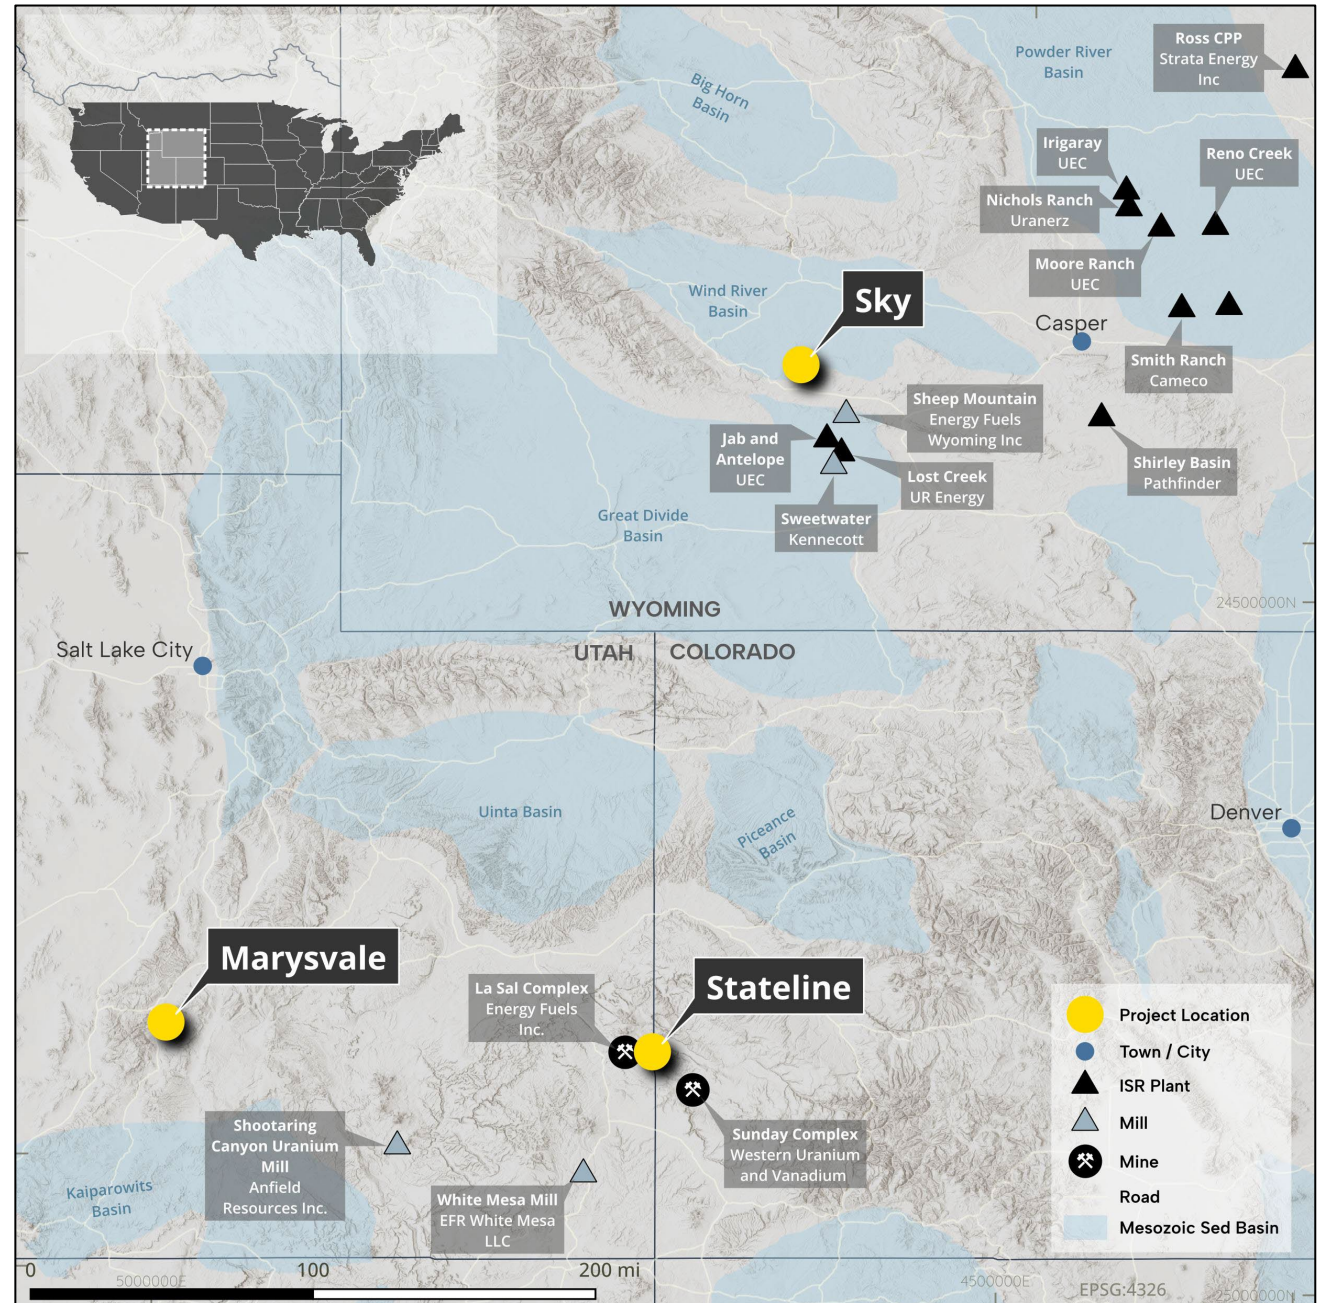 Powder River
Basin
Ross CPP
Strata Energy
Inc
Big Horn
Basin
Irigaray
UEC
Reno Creek
UEC
Nichols Ranch
Uranerz
Moore Ranch
UEC
Wind River
Basin
Sky
Casper
Smith Ranch
Cameco
Sheep Mountain
Energy Fuels
Wyoming Inc
Jab and
Antelope
UEC
Lost Creek
UR Energy
Shirley Basin
Pathfinder
Sweetwater
Kennecott
Great Divide
Basin
WYOMING
24500000N
Salt Lake City
UTAH
COLORADO
Uinta Basin
Piceance
Basin
Denver
Marysvale
Stateline
La Sal Complex
Energy Fuels
Inc.
Shootaring
Canyon Uranium
Mill
Anfield
Resources Inc.
Sunday Complex
Western Uranium
and Vanadium
Kaiparowits
Basin
White Mesa Mill
EFR White Mesa
LLC
Project Location
Town / City
ISR Plant
Mill
Mine
Road
Mesozoic Sed Basin
0
100
200 mi
5000000E
4500000E
EPSG:4326
25000000N